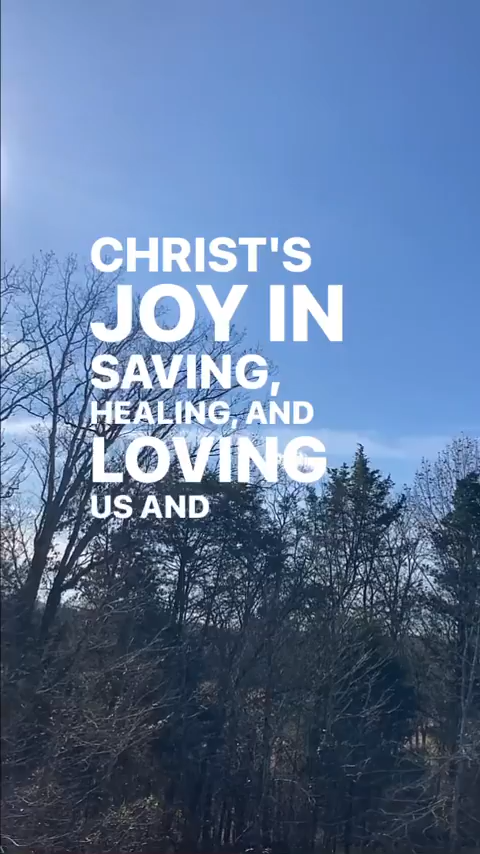 CHRIST'S
JOY IN
SAVING,
HEALING, AND
LOVING
US AND